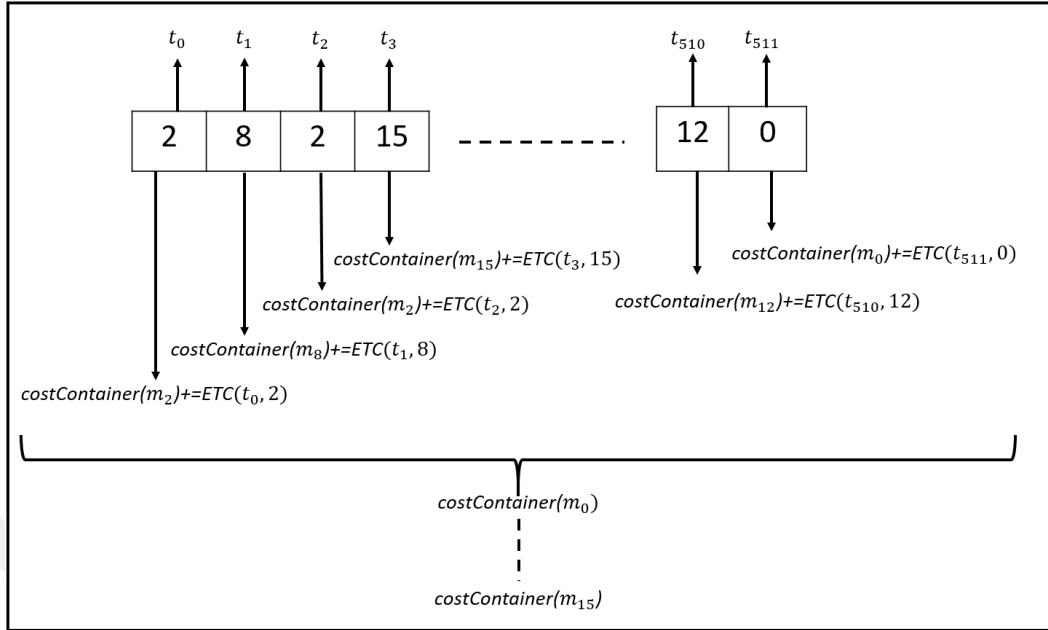 t₀ t₁ t₂ t₃ t₅₁₀ t₅₁₁
2 8 2 15 12 0
costContainer(m₁₅)+=ETC(t₃, 15)
costContainer(m₀)+=ETC(t₅₁₁, 0)
costContainer(m₂)+=ETC(t₂, 2)
costContainer(m₁₂)+=ETC(t₅₁₀, 12)
costContainer(m₈)+=ETC(t₁, 8)
costContainer(m₂)+=ETC(t₀, 2)
costContainer(m₀)
costContainer(m₁₅)